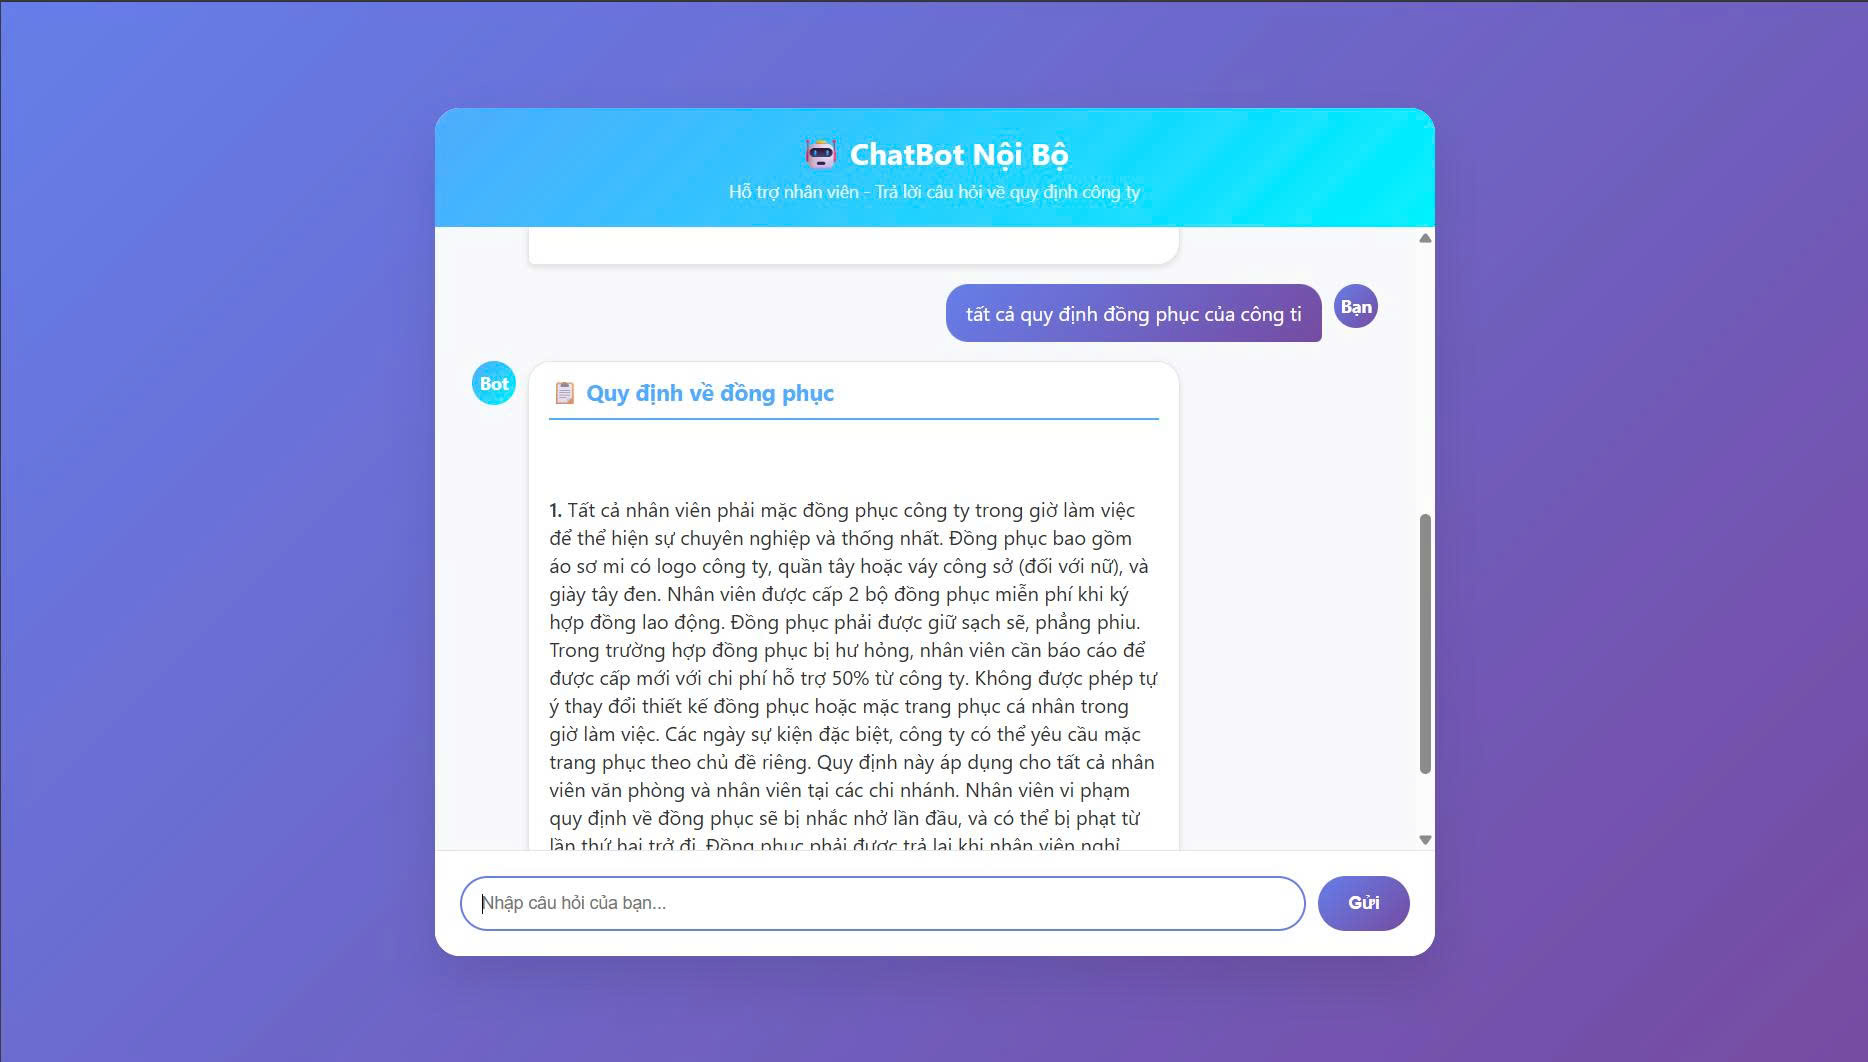 ChatBot Nội Bộ
Hỗ trợ nhân viên - Trả lời câu hỏi về quy định công ty
tất cả quy định đồng phục của công ti
Bạn
Bot
Quy định về đồng phục
1. Tất cả nhân viên phải mặc đồng phục công ty trong giờ làm việc
để thể hiện sự chuyên nghiệp và thống nhất. Đồng phục bao gồm
áo sơ mi có logo công ty, quần tây hoặc váy công sở (đối với nữ), và
giày tây đen. Nhân viên được cấp 2 bộ đồng phục miễn phí khi ký
hợp đồng lao động. Đồng phục phải được giữ sạch sẽ, phẳng phiu.
Trong trường hợp đồng phục bị hư hỏng, nhân viên cần báo cáo để
được cấp mới với chi phí hỗ trợ 50% từ công ty. Không được phép tự
ý thay đổi thiết kế đồng phục hoặc mặc trang phục cá nhân trong
giờ làm việc. Các ngày sự kiện đặc biệt, công ty có thể yêu cầu mặc
trang phục theo chủ đề riêng. Quy định này áp dụng cho tất cả nhân
viên văn phòng và nhân viên tại các chi nhánh. Nhân viên vi phạm
quy định về đồng phục sẽ bị nhắc nhở lần đầu, và có thể bị phạt từ
lần thứ hai trở đi. Đồng phục phải được trả lại khi nhân viên nghỉ
Nhập câu hỏi của bạn...
Gửi